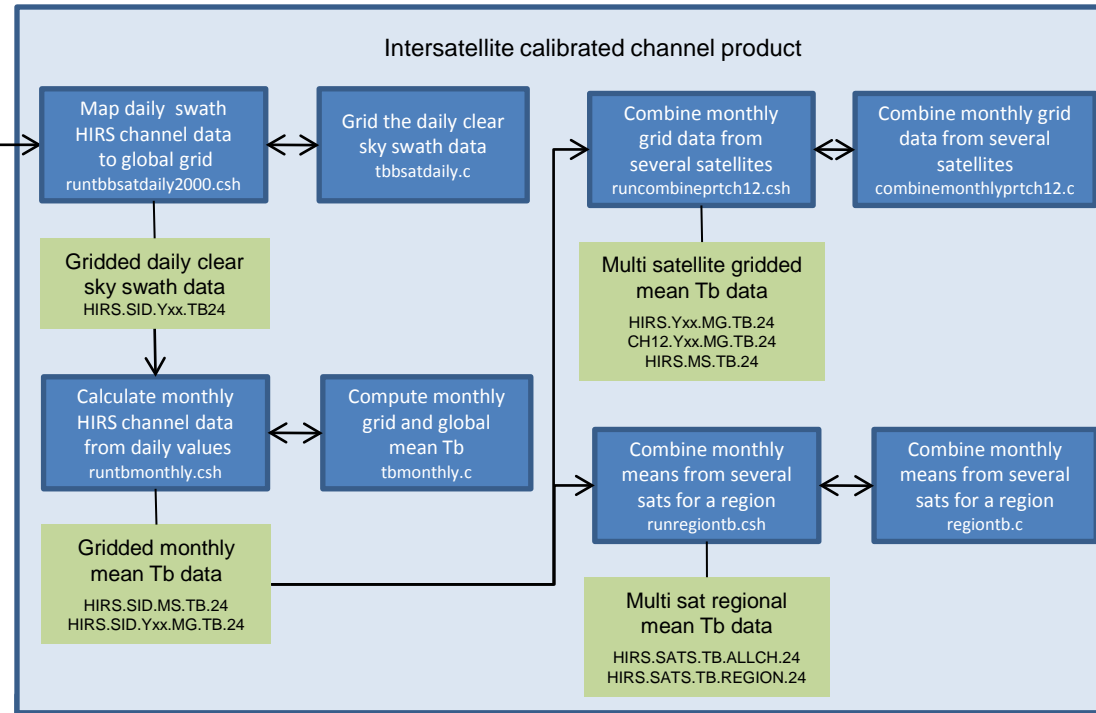 Intersatellite calibrated channel product
Map daily swath
HIRS channel data
to global grid
runtbbsatdaily2000.csh
Grid the daily clear
sky swath data
tbbsatdaily.c
Gridded daily clear
sky swath data
HIRS.SID.Yxx.TB24
Calculate monthly
HIRS channel data
from daily values
runtbmonthly.csh
Compute monthly
grid and global
mean Tb
tbmonthly.c
Gridded monthly
mean Tb data
HIRS.SID.MS.TB.24
HIRS.SID.Yxx.MG.TB.24
Combine monthly
grid data from
several satellites
runcombineprtch12.csh
Combine monthly grid
data from several
satellites
combinemonthlyprtch12.c
Multi satellite gridded
mean Tb data
HIRS.Yxx.MG.TB.24
CH12.Yxx.MG.TB.24
HIRS.MS.TB.24
Combine monthly
means from several
sats for a region
runregiontb.csh
Combine monthly
means from several
sats for a region
regiontb.c
Multi sat regional
mean Tb data
HIRS.SATS.TB.ALLCH.24
HIRS.SATS.TB.REGION.24